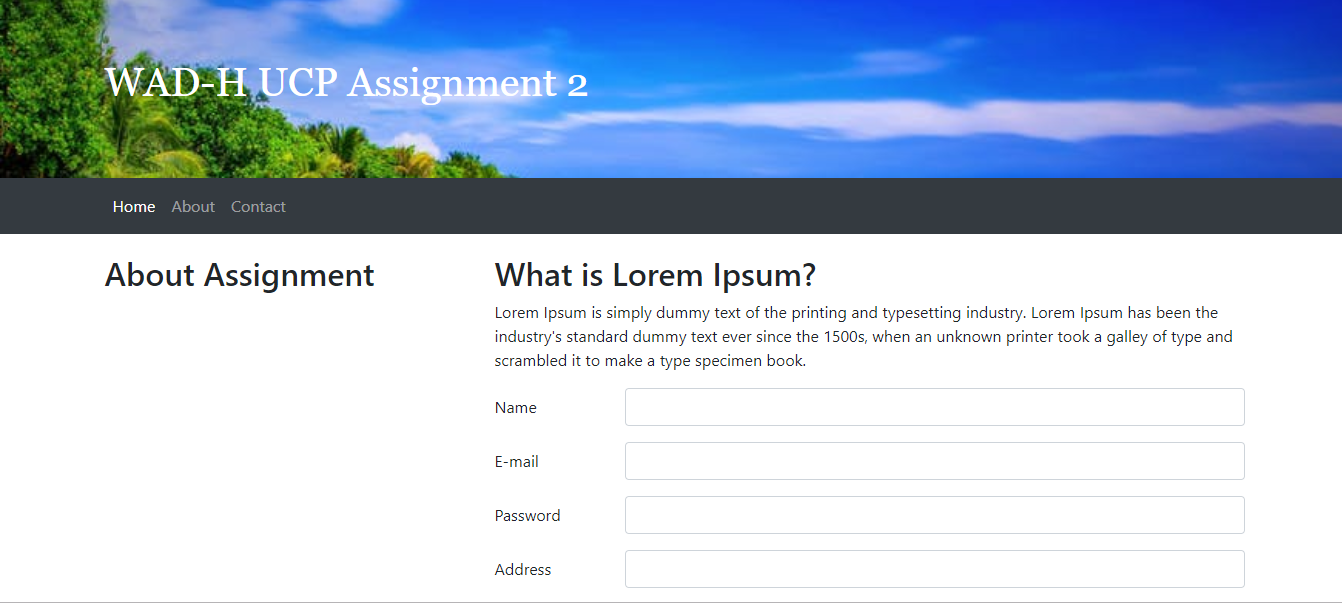 WAD-H UCP Assignment 2
Home About Contact
About Assignment
What is Lorem Ipsum?
Lorem Ipsum is simply dummy text of the printing and typesetting industry. Lorem Ipsum has been the
industry's standard dummy text ever since the 1500s, when an unknown printer took a galley of type and
scrambled it to make a type specimen book.
Name
E-mail
Password
Address